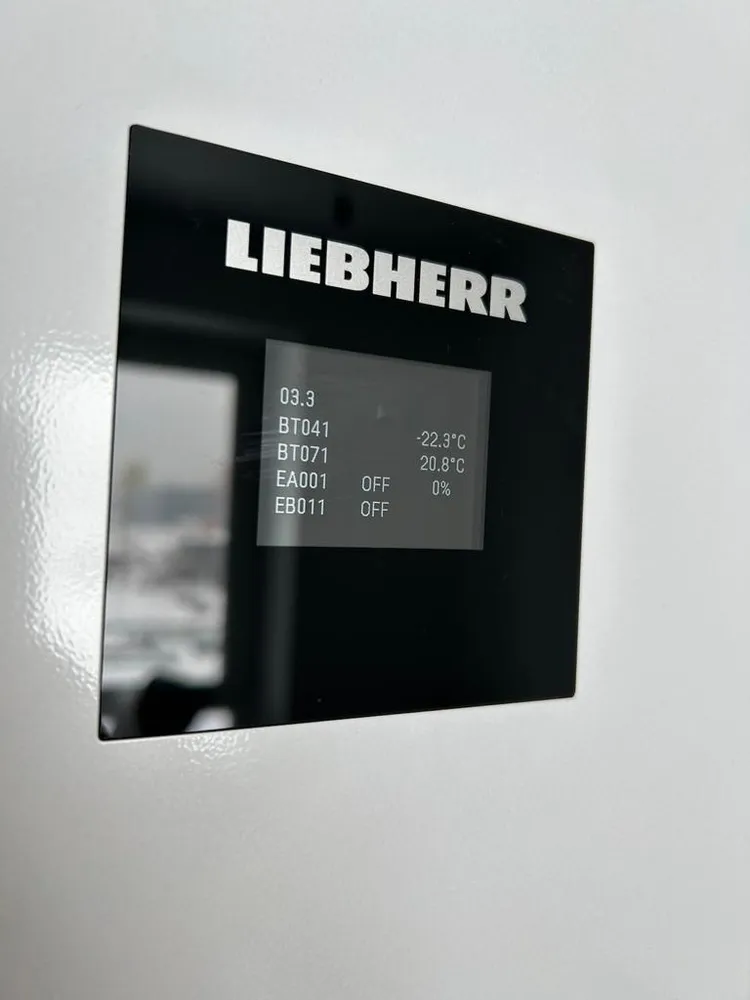 LIEBHERR
03.3
BT041 -22.3°C
BT071 20.8°C
EA001 OFF 0%
EB011 OFF